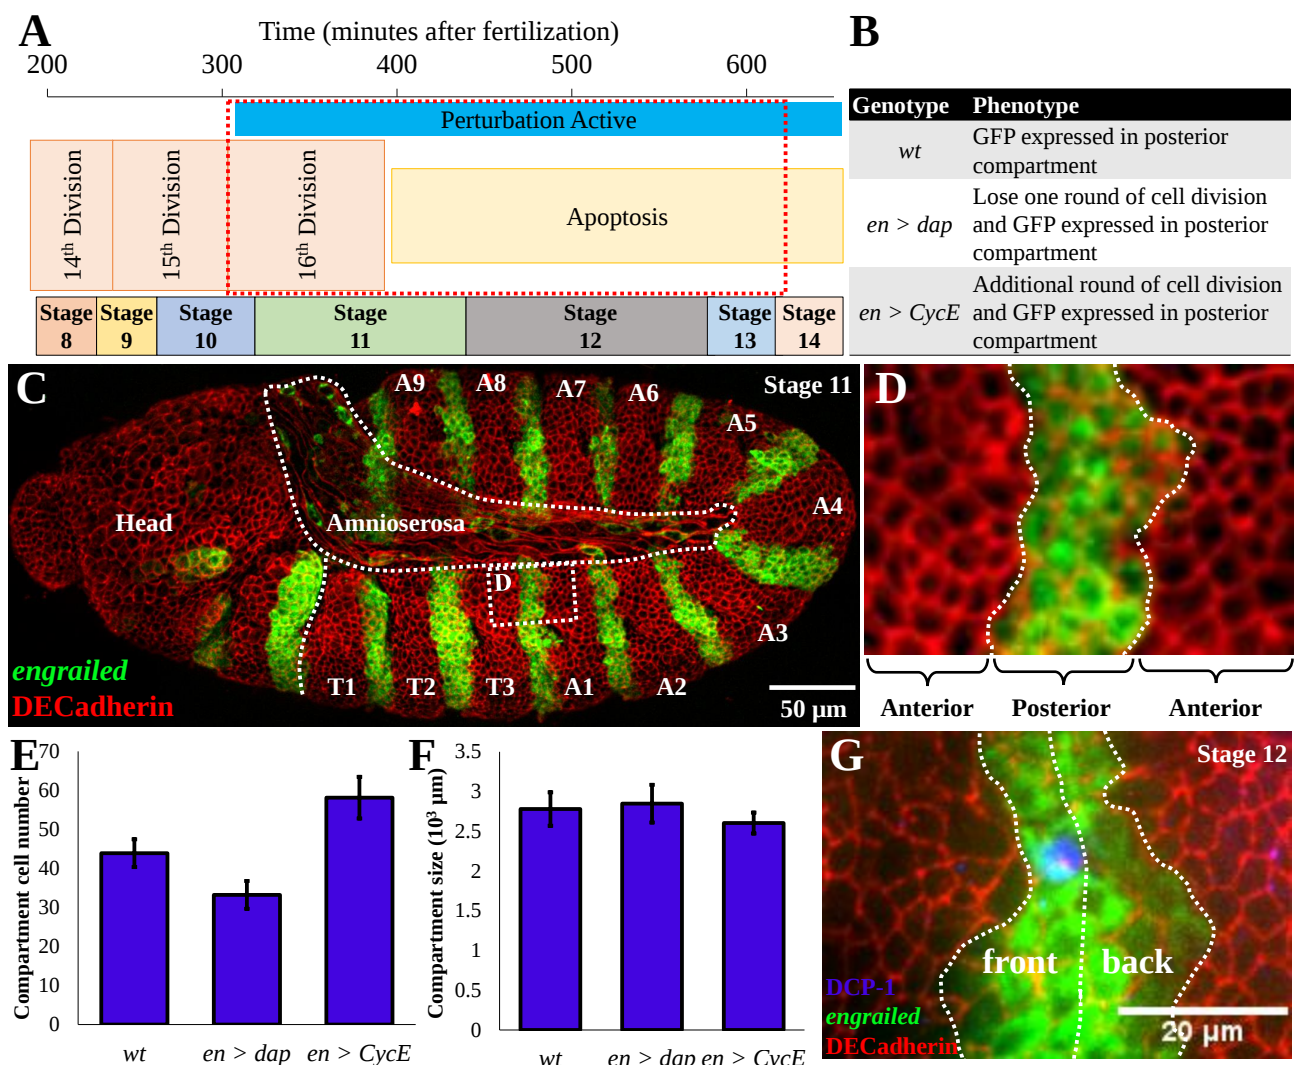 A
Time (minutes after fertilization)
200 300 400 500 600
Perturbation Active
14th Division
15th Division
16th Division
Apoptosis
Stage 8
Stage 9
Stage 10
Stage 11
Stage 12
Stage 13
Stage 14
B
Genotype Phenotype
wt
GFP expressed in posterior
compartment
en > dap
Lose one round of cell division
and GFP expressed in posterior
compartment
en > CycE
Additional round of cell division
and GFP expressed in posterior
compartment
C
A9 A8 A7 A6 A5 A4
Stage 11
Head
Amnioserosa
D
A3
T1 T2 T3 A1 A2
engrailed
DECadherin
50 µm
D
Anterior Posterior Anterior
E
Compartment cell number
70
60
50
40
30
20
10
0
wt en > dap en > CycE
F
Compartment size (10³ µm)
3.5
3
2.5
2
1.5
1
0.5
0
wt en > dap en > CycE
G
Stage 12
front back
DCP-1
engrailed
DECadherin
20 µm